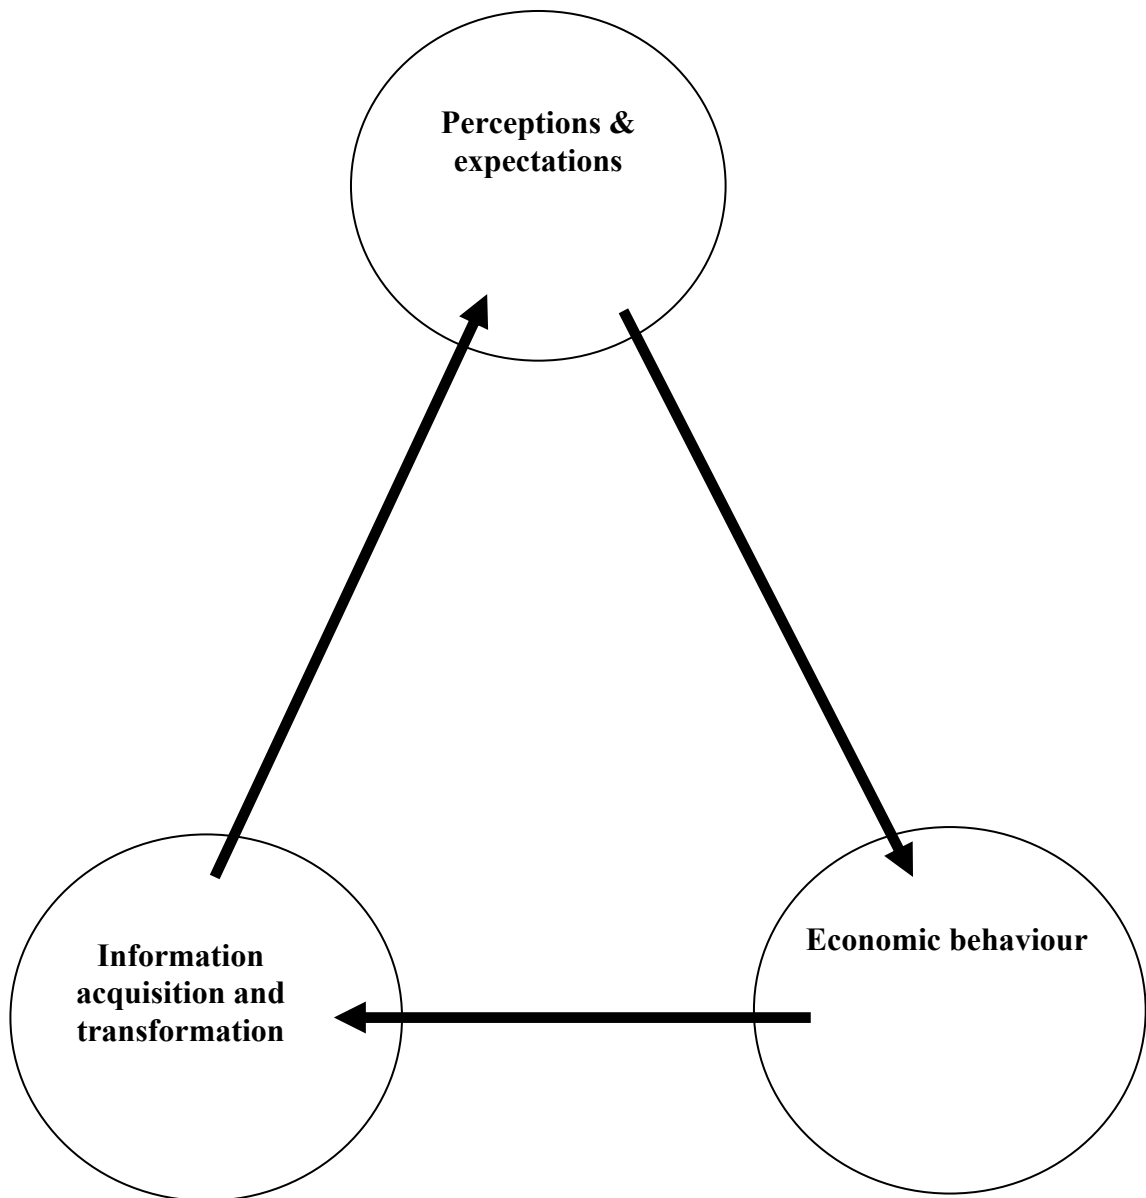 Perceptions &
expectations
Information
acquisition and
transformation
Economic behaviour